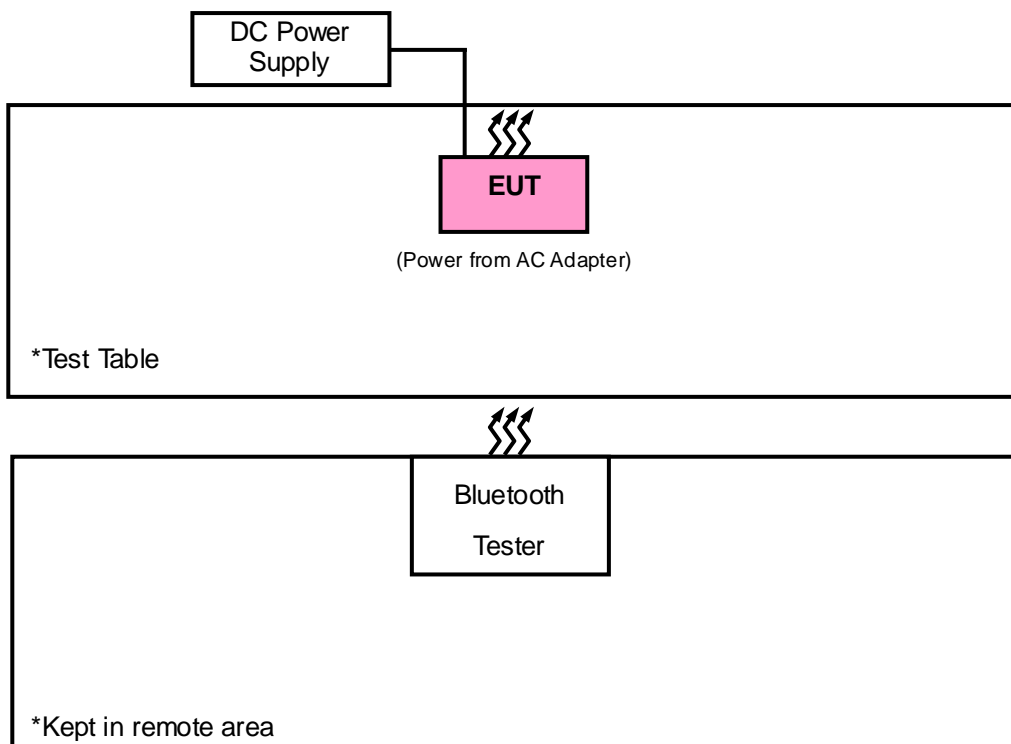 DC Power
Supply
EUT
(Power from AC Adapter)
*Test Table
Bluetooth
Tester
*Kept in remote area